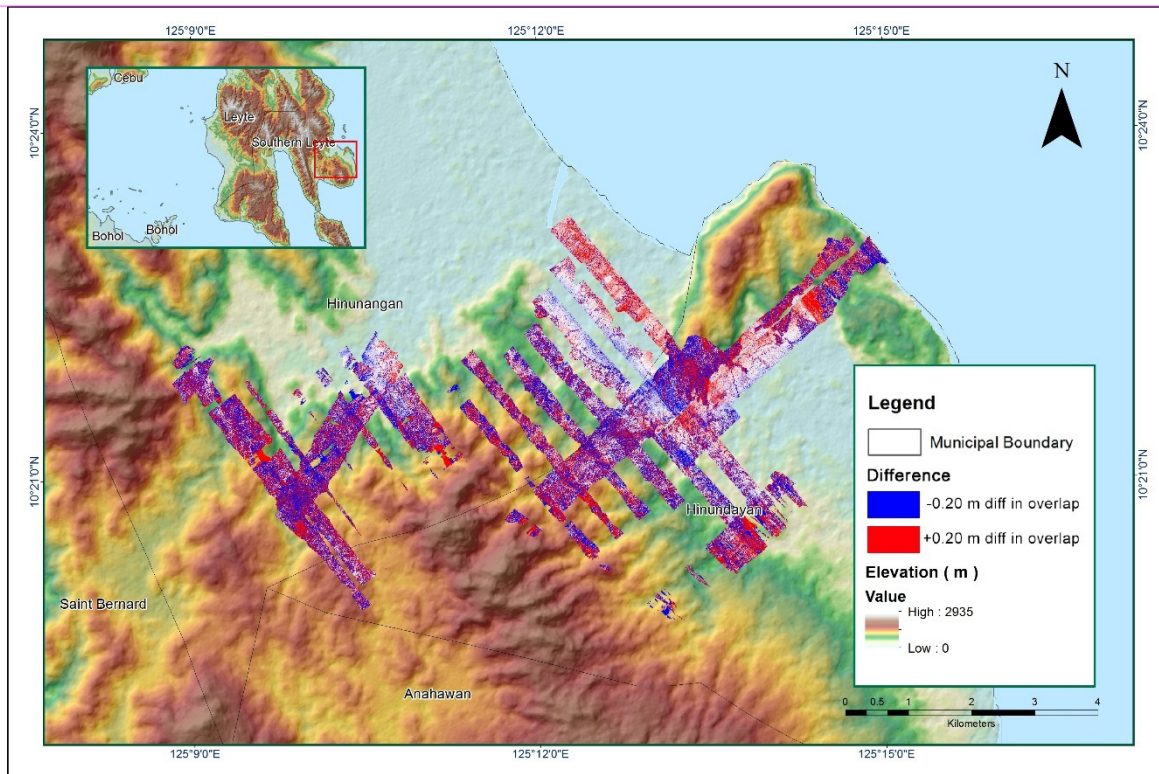 125°9'0"E
125°12'0"E
125°15'0"E
Cebu
Leyte
Southern Leyte
Bohol
Bohol
N
10°24'0"N
10°24'0"N
Hinunangan
Legend
Municipal Boundary
Difference
-0.20 m diff in overlap
+0.20 m diff in overlap
Elevation ( m )
Value
High : 2935
Low : 0
10°21'0"N
10°21'0"N
Hinundayan
Saint Bernard
Anahawan
0 0.5 1 2 3 4
Kilometers
125°9'0"E
125°12'0"E
125°15'0"E